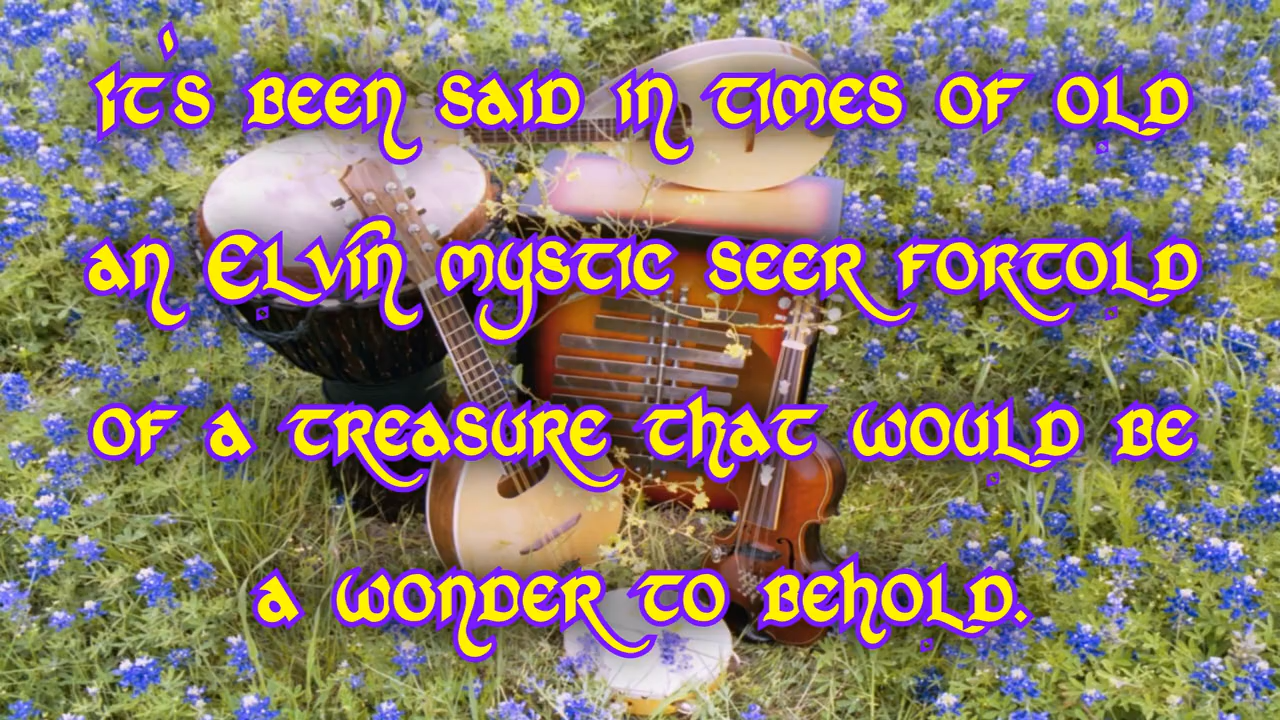 It's been said in times of old
an Elvin mystic seer fortold
of a treasure that would be
a wonder to behold.